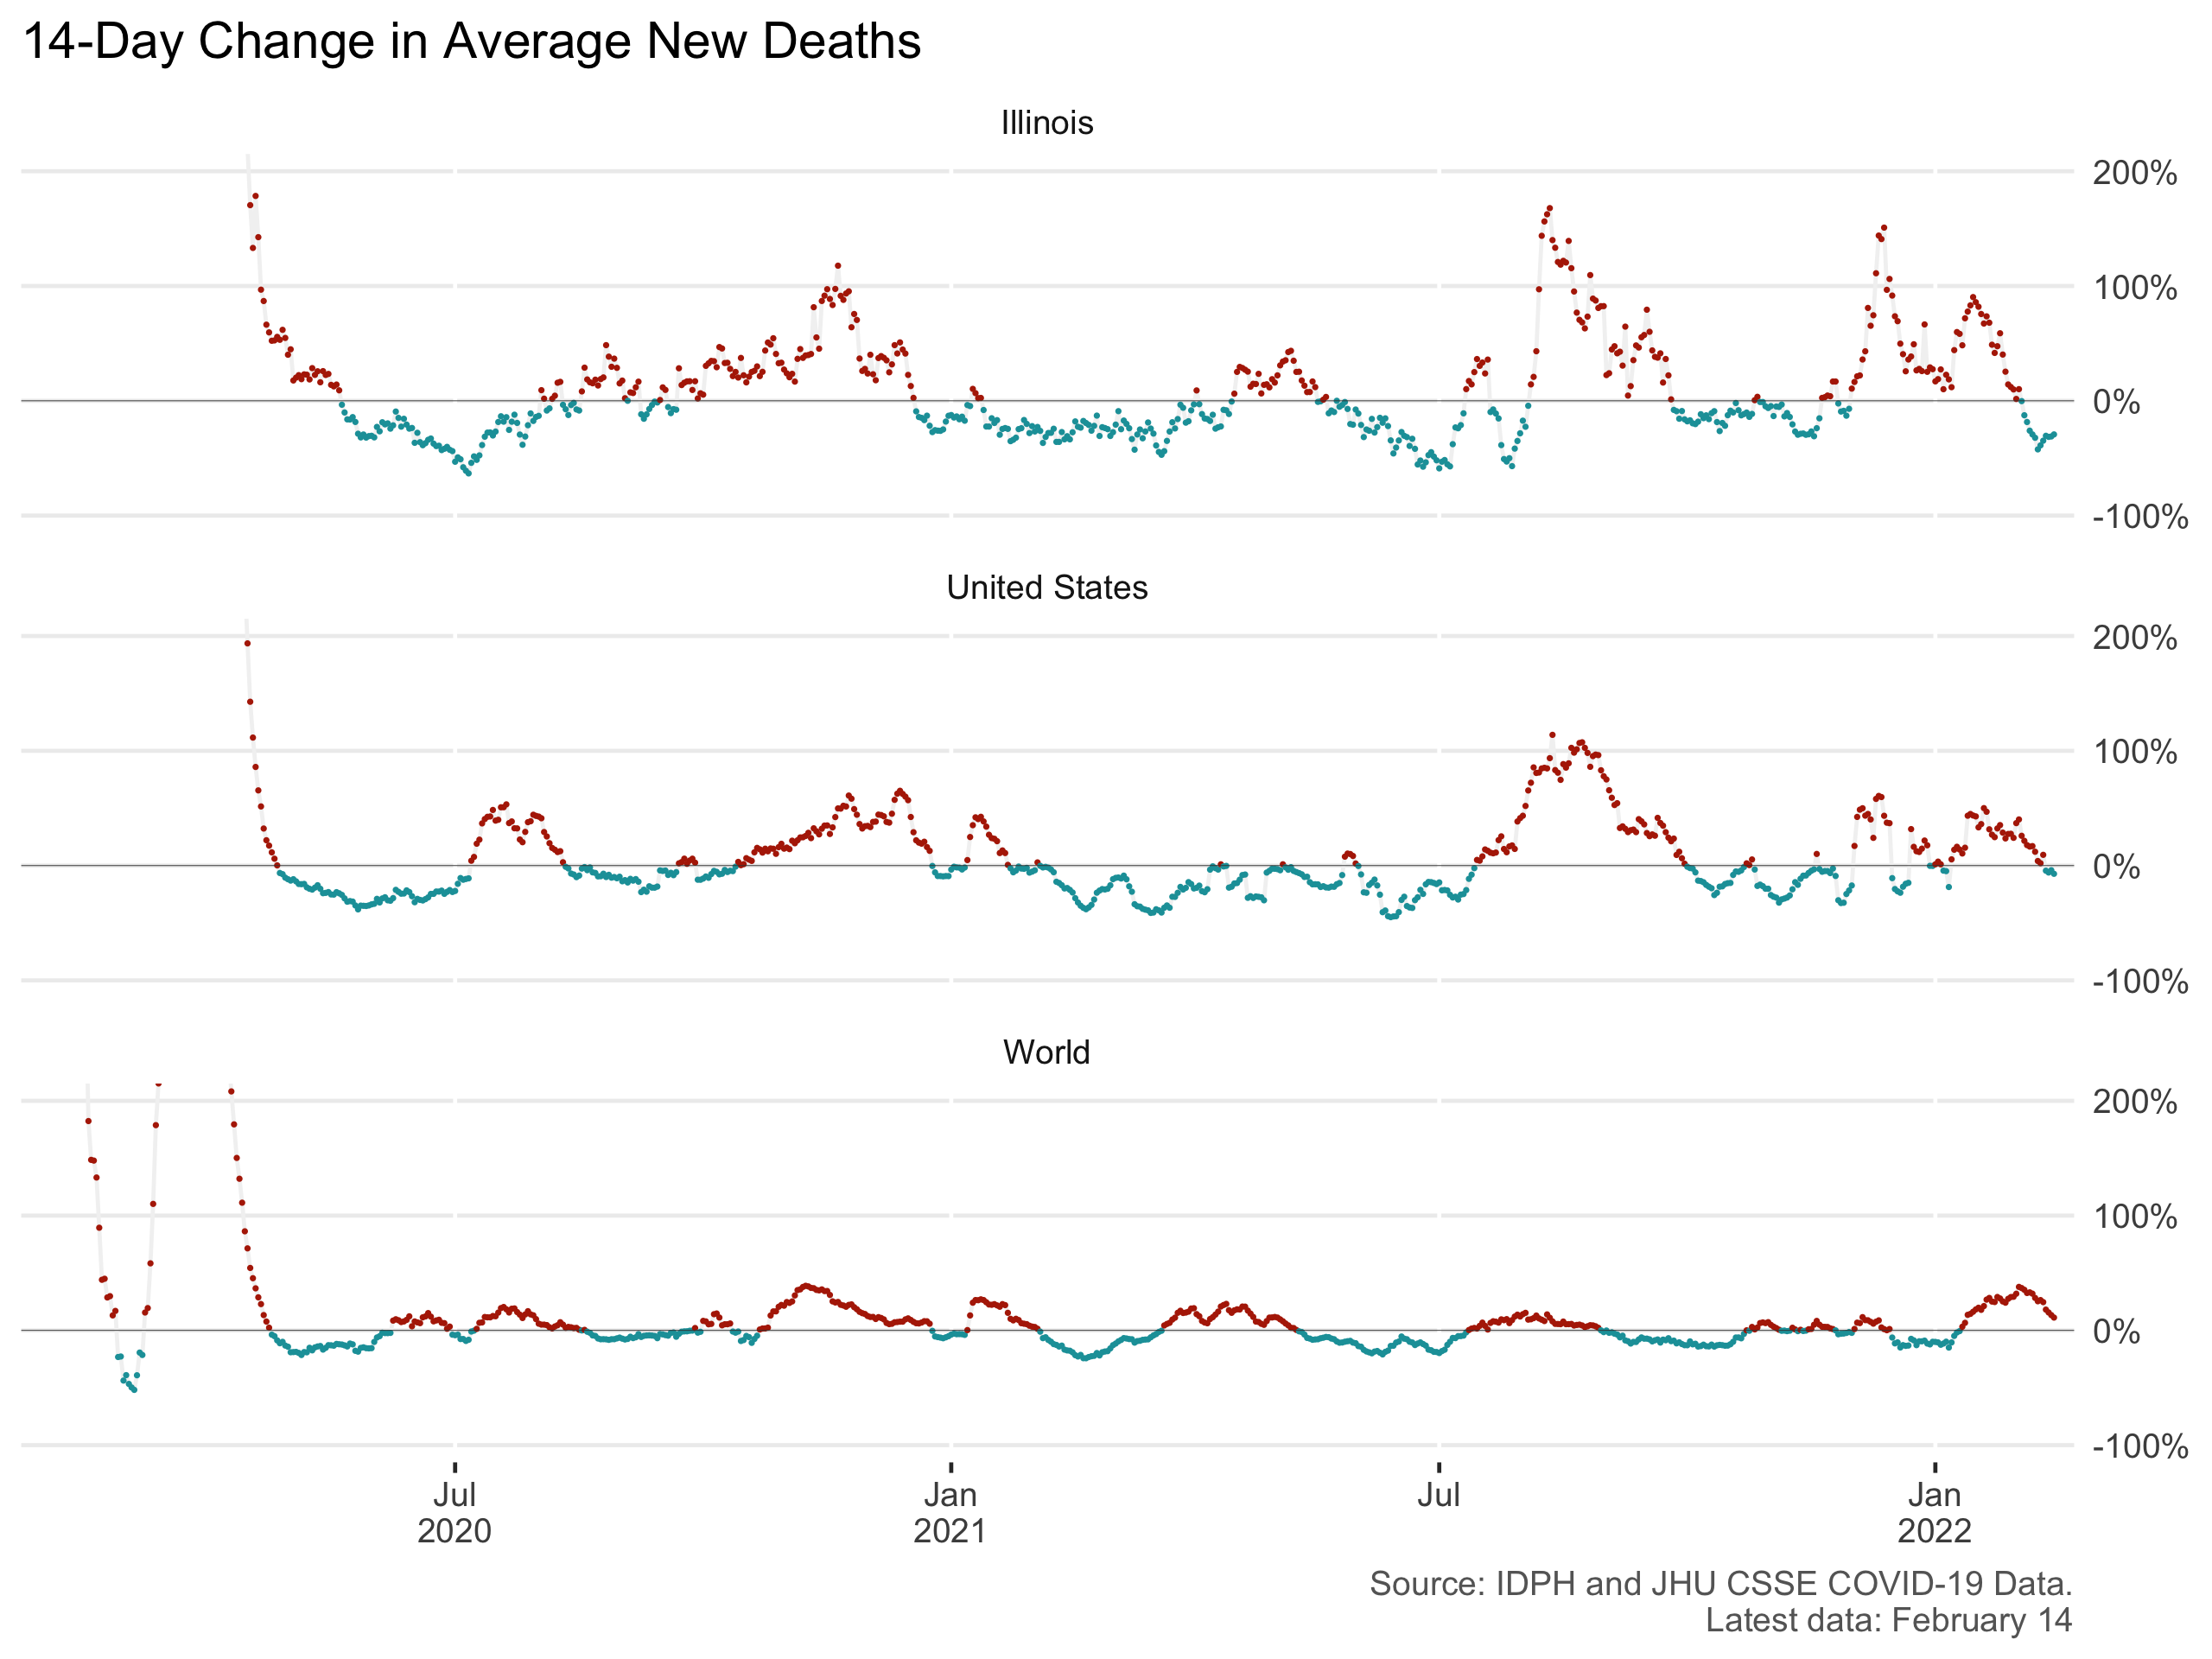 14-Day Change in Average New Deaths
Illinois
200%
100%
0%
-100%
United States
200%
100%
0%
-100%
World
200%
100%
0%
-100%
Jul
2020
Jan
2021
Jul
Jan
2022
Source: IDPH and JHU CSSE COVID-19 Data.
Latest data: February 14